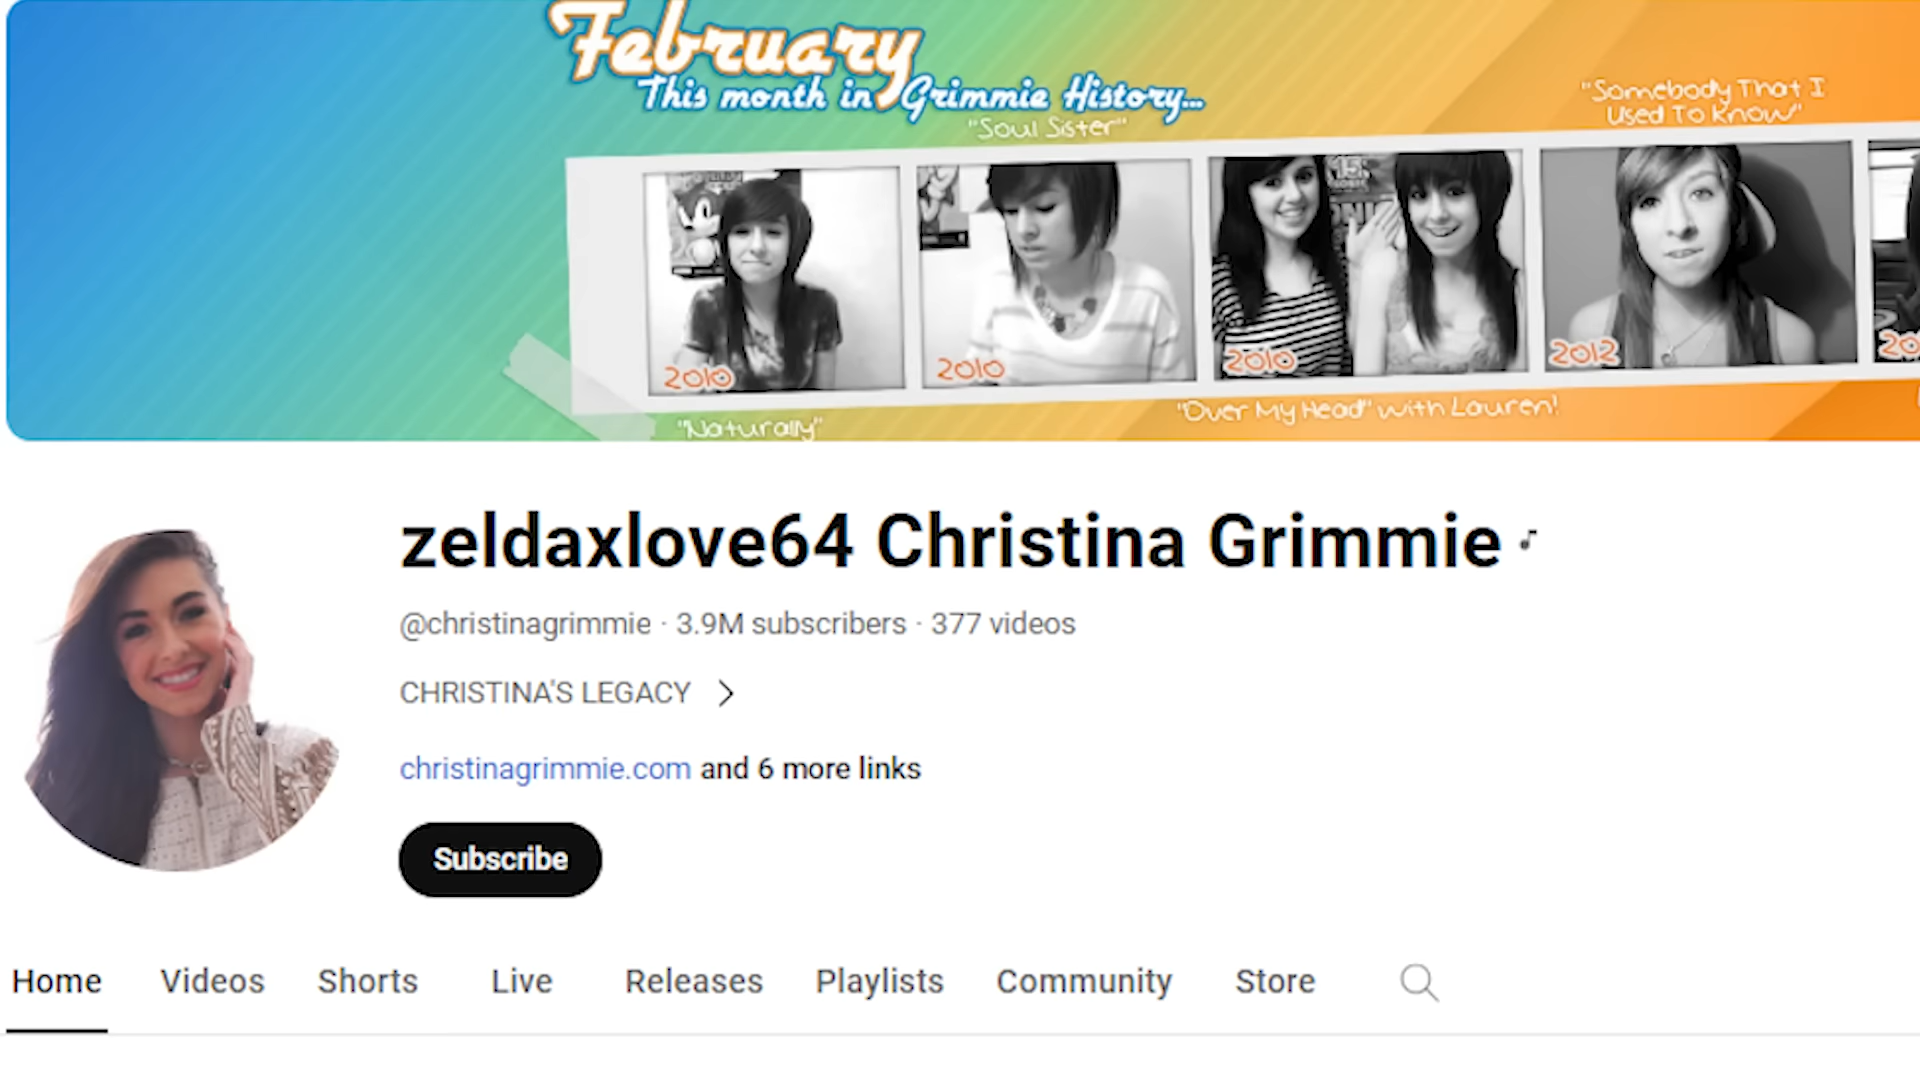 February
This month in Grimmie History...
"Soul Sister"
"Somebody That I
Used To Know"
2010
2010
2010
2012
20
"Naturally"
"Over My Head" with Lauren!
zeldaxlove64 Christina Grimmie
@christinagrimmie · 3.9M subscribers · 377 videos
CHRISTINA'S LEGACY
christinagrimmie.com and 6 more links
Subscribe
Home Videos Shorts Live Releases Playlists Community Store